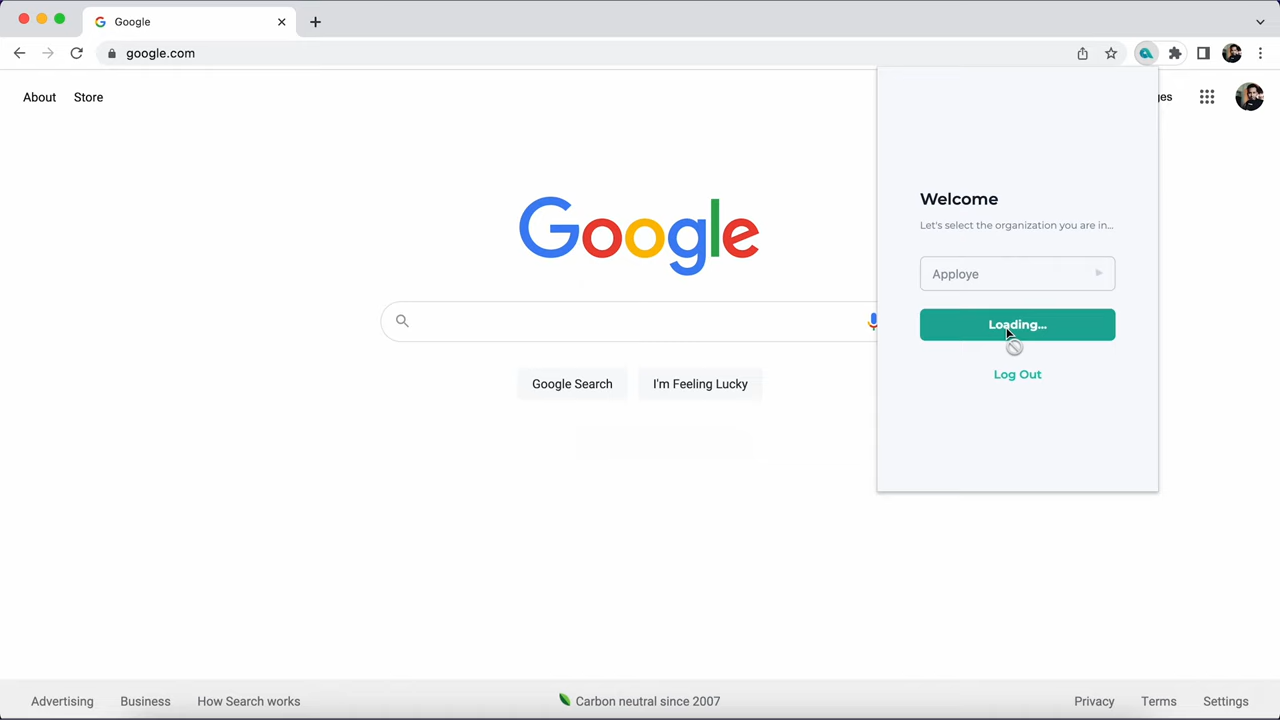 Google
google.com
About Store
ges
Welcome
Let's select the organization you are in...
Apploye
Google
Loading...
Log Out
Google Search I'm Feeling Lucky
Advertising Business How Search works Carbon neutral since 2007 Privacy Terms Settings